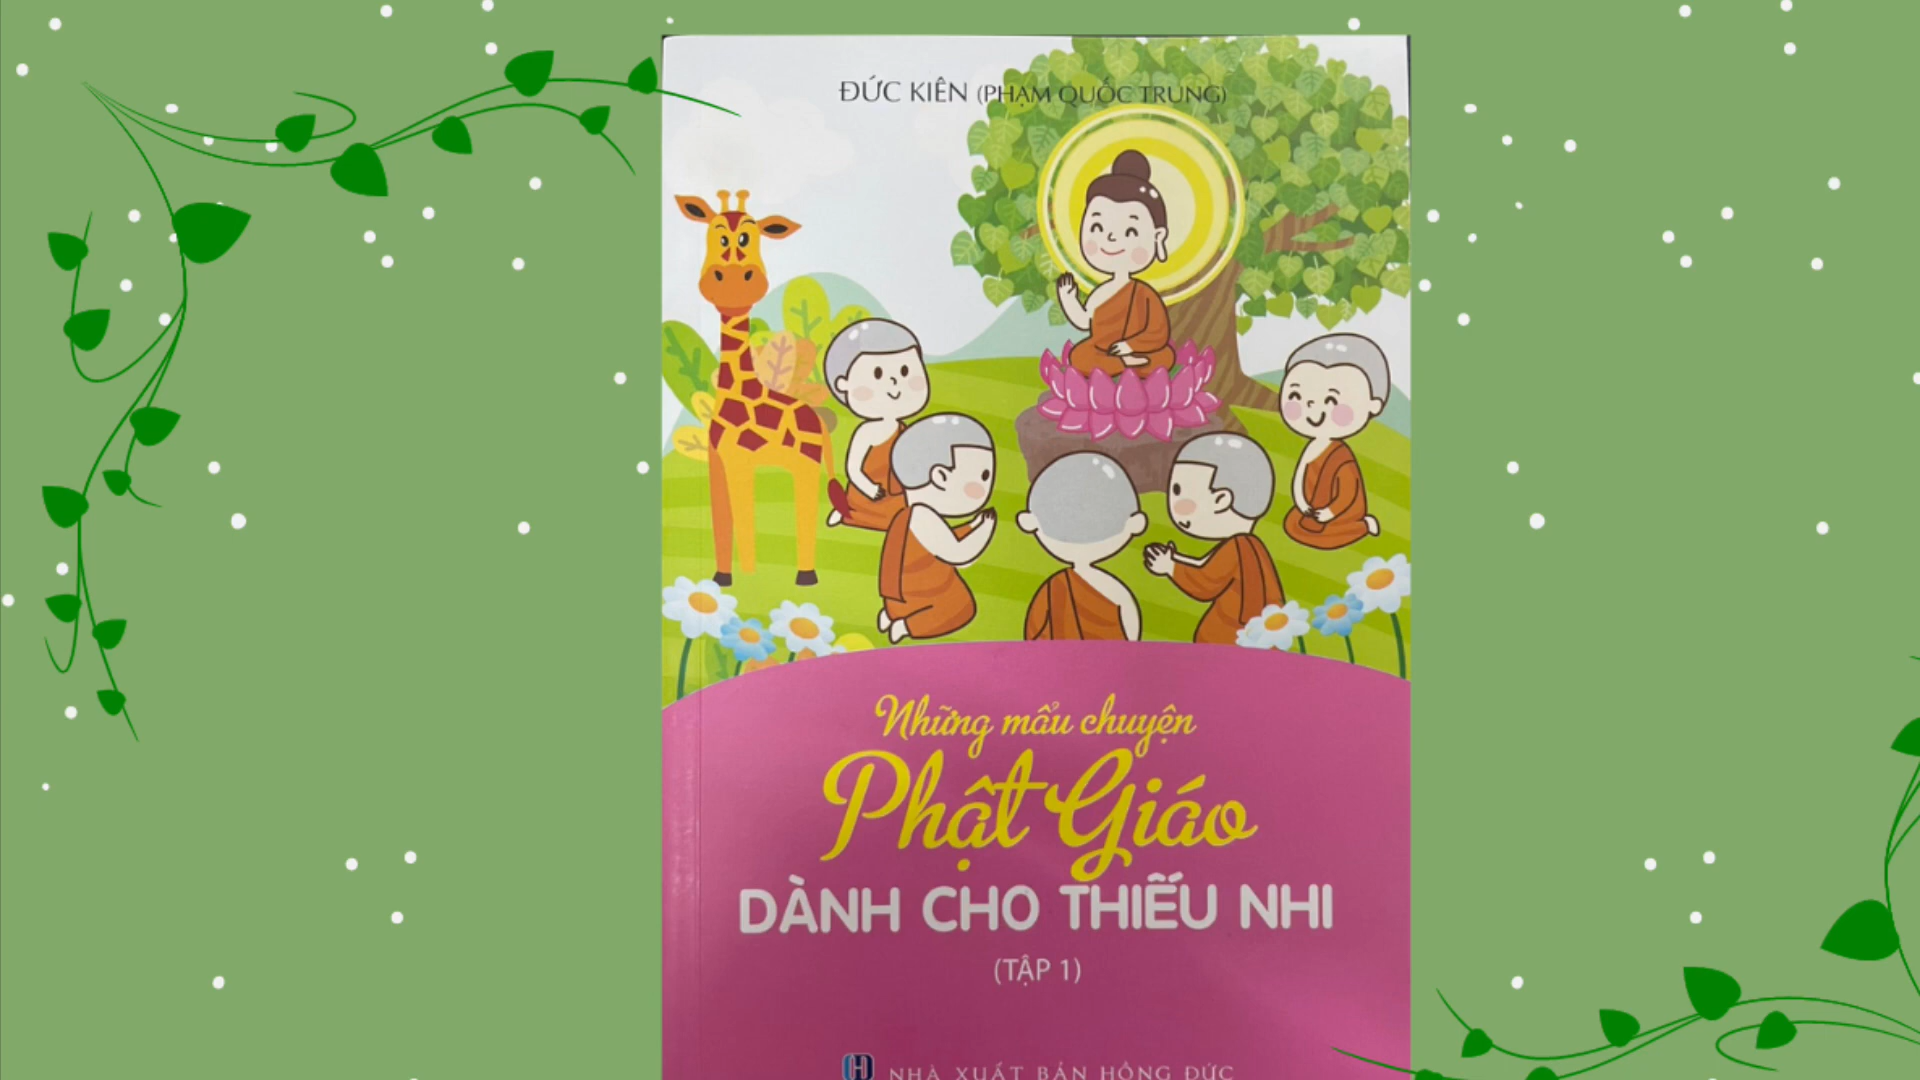 ĐỨC KIÊN (PHẠM QUỐC TRUNG)
Những mẩu chuyện
Phật Giáo
DÀNH CHO THIẾU NHI
(TẬP 1)
NHÀ XUẤT BẢN HỒNG ĐỨC